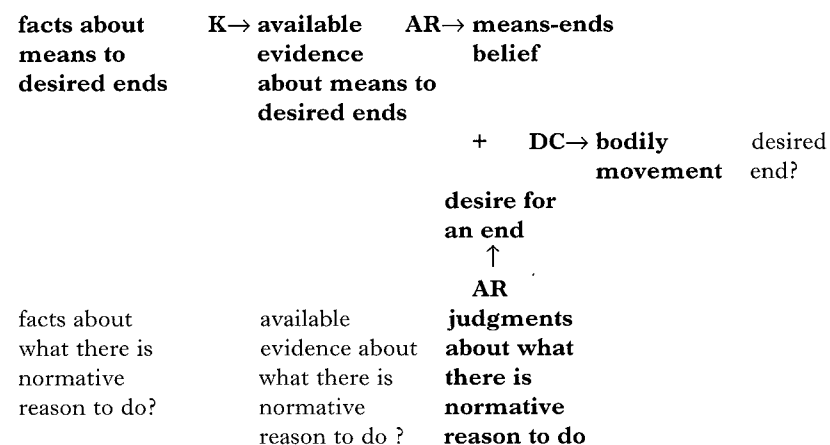 facts about K→ available AR→ means-ends
means to evidence belief
desired ends about means to
desired ends
+ DC→ bodily desired
movement end?
desire for
an end
↑
AR
facts about available judgments
what there is evidence about about what
normative what there is there is
reason to do? normative normative
reason to do ? reason to do